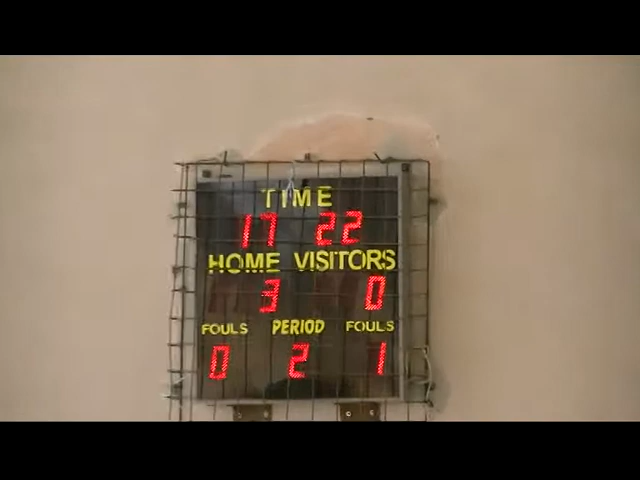 TIME
17 22
HOME VISITORS
3 0
FOULS PERIOD FOULS
0 2 1